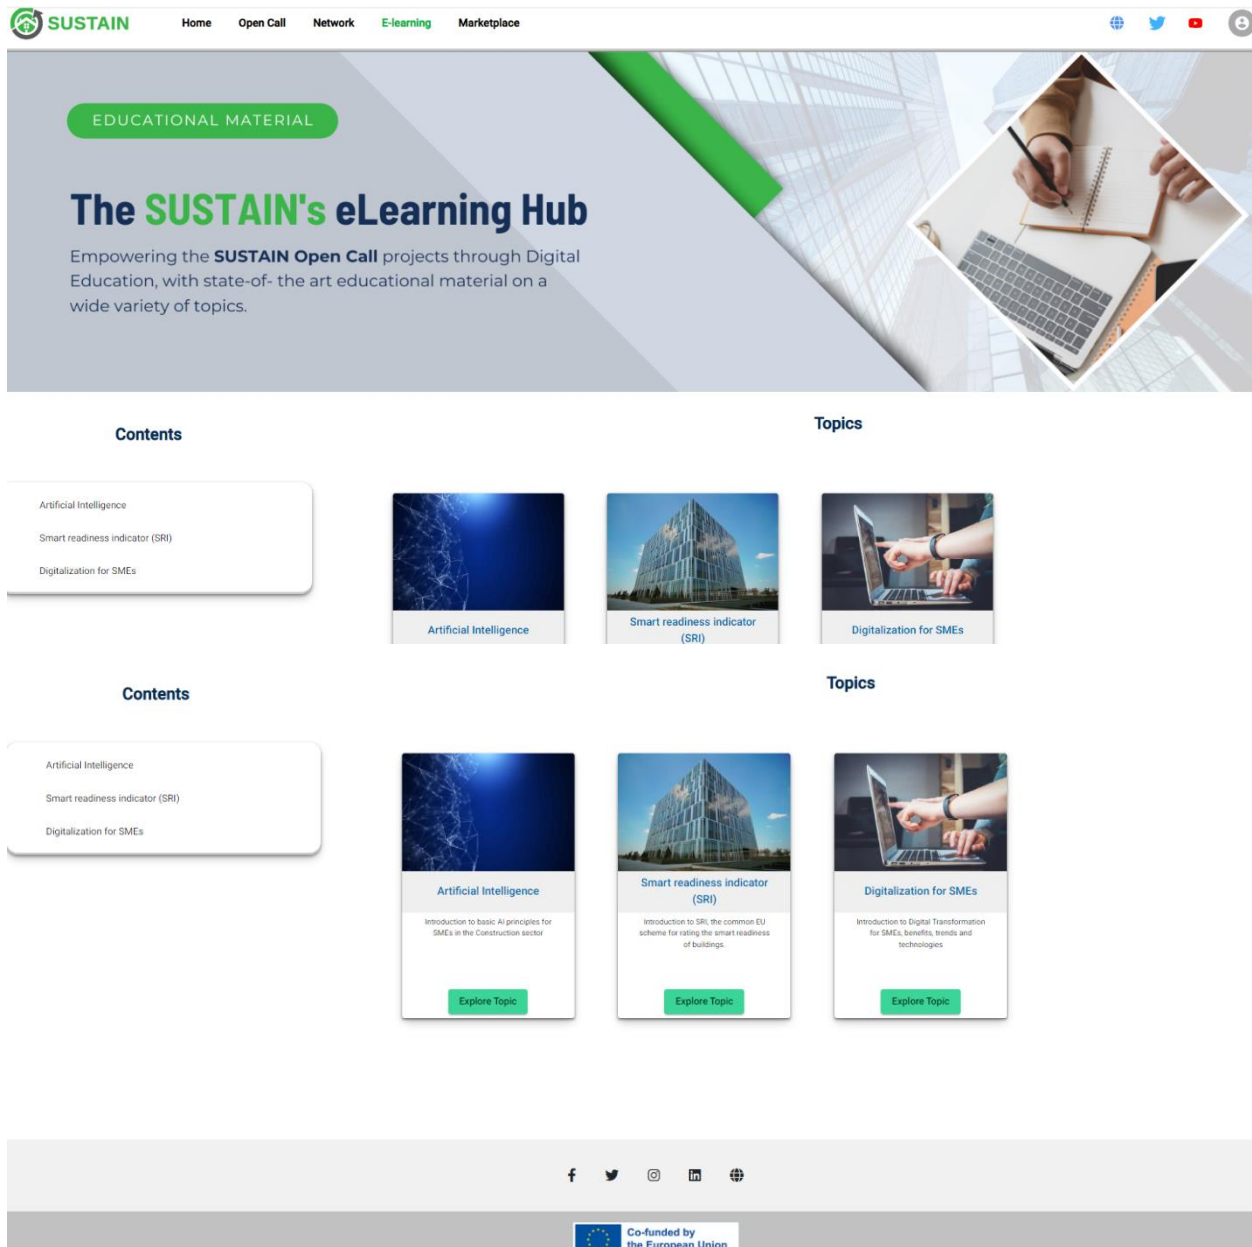 SUSTAIN
Home Open Call Network E-learning Marketplace
EDUCATIONAL MATERIAL
The SUSTAIN's eLearning Hub
Empowering the SUSTAIN Open Call projects through Digital
Education, with state-of- the art educational material on a
wide variety of topics.
Contents
Topics
Artificial Intelligence
Smart readiness indicator (SRI)
Digitalization for SMEs
Artificial Intelligence
Smart readiness indicator
(SRI)
Digitalization for SMEs
Contents
Topics
Artificial Intelligence
Smart readiness indicator (SRI)
Digitalization for SMEs
Artificial Intelligence
Introduction to basic AI principles for
SMEs in the Construction sector
Explore Topic
Smart readiness indicator
(SRI)
Introduction to SRI, the common EU
scheme for rating the smart readiness
of buildings.
Explore Topic
Digitalization for SMEs
Introduction to Digital Transformation
for SMEs, benefits, trends and
technologies
Explore Topic
Co-funded by
the European Union